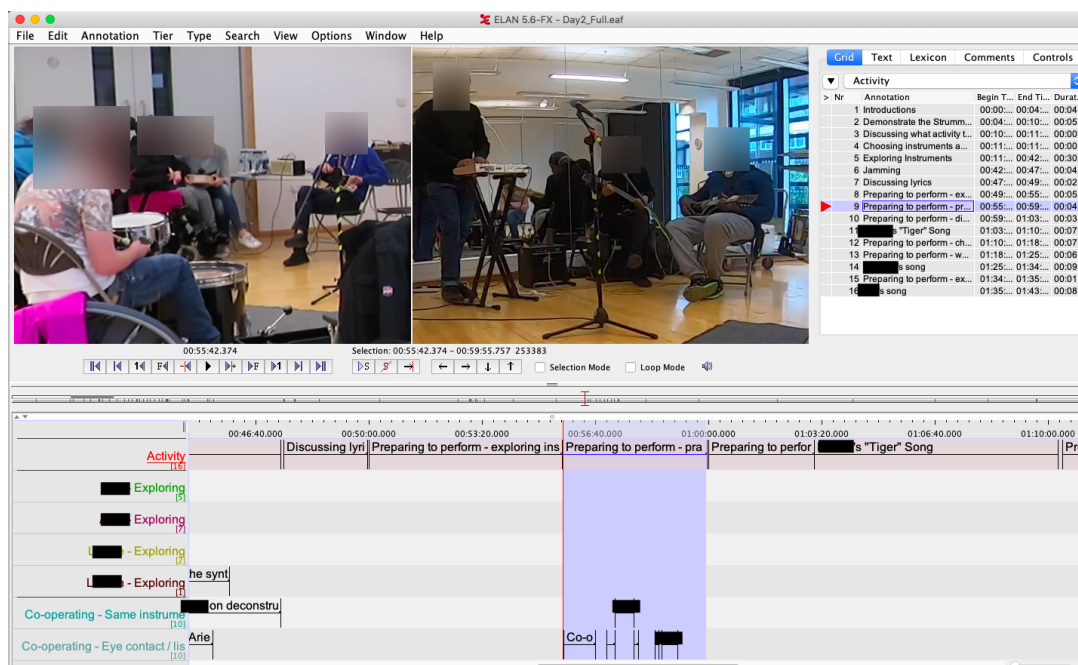 ELAN 5.6-FX - Day2_Full.eaf
File Edit Annotation Tier Type Search View Options Window Help
Grid Text Lexicon Comments Controls
Activity
> Nr Annotation Begin T... End Ti... Durat.
1 Introductions 00:00:... 00:04:... 00:04
2 Demonstrate the Strumm... 00:04:... 00:10:... 00:05
3 Discussing what activity t... 00:10:... 00:11:... 00:00
4 Choosing instruments a... 00:11:... 00:11:... 00:00
5 Exploring Instruments 00:11:... 00:42:... 00:30
6 Jamming 00:42:... 00:47:... 00:04
7 Discussing lyrics 00:47:... 00:49:... 00:02
8 Preparing to perform - ex... 00:49:... 00:55:... 00:05
9 Preparing to perform - pr... 00:55:... 00:59:... 00:04
10 Preparing to perform - di... 00:59:... 01:03:... 00:03
11 s "Tiger" Song 01:03:... 01:10:... 00:07
12 Preparing to perform - ch... 01:10:... 01:18:... 00:07
13 Preparing to perform - w... 01:18:... 01:25:... 00:06
14 s song 01:25:... 01:34:... 00:09
15 Preparing to perform - ex... 01:34:... 01:35:... 00:01
16 s song 01:35:... 01:43:... 00:08
00:55:42.374 Selection: 00:55:42.374 - 00:59:55.757 253383
S S Selection Mode Loop Mode
00:46:40.000 00:50:00.000 00:53:20.000 00:56:40.000 01:00:00.000 01:03:20.000 01:06:40.000 01:10:00.000
Activity Discussing lyri Preparing to perform - exploring ins Preparing to perform - pra Preparing to perfor 's "Tiger" Song Pr
[16]
Exploring
[5]
Exploring
[7]
L - Exploring
[2]
L - Exploring he synt
[1]
Co-operating - Same instrume on deconstru
[10]
Co-operating - Eye contact / lis Arie Co-o
[10]